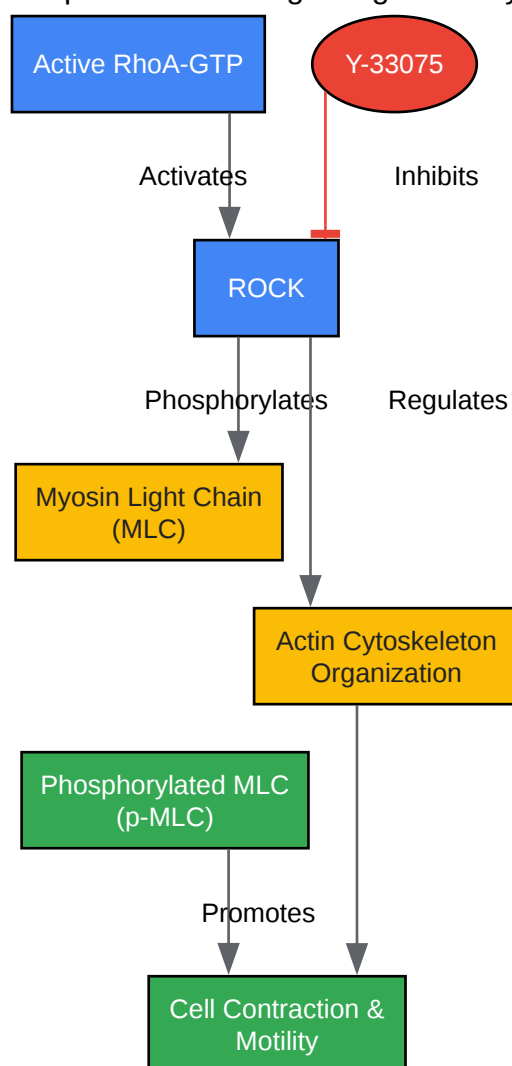 Active RhoA-GTP
Y-33075
Activates
Inhibits
ROCK
Phosphorylates
Regulates
Myosin Light Chain
(MLC)
Actin Cytoskeleton
Organization
Phosphorylated MLC
(p-MLC)
Promotes
Cell Contraction &
Motility